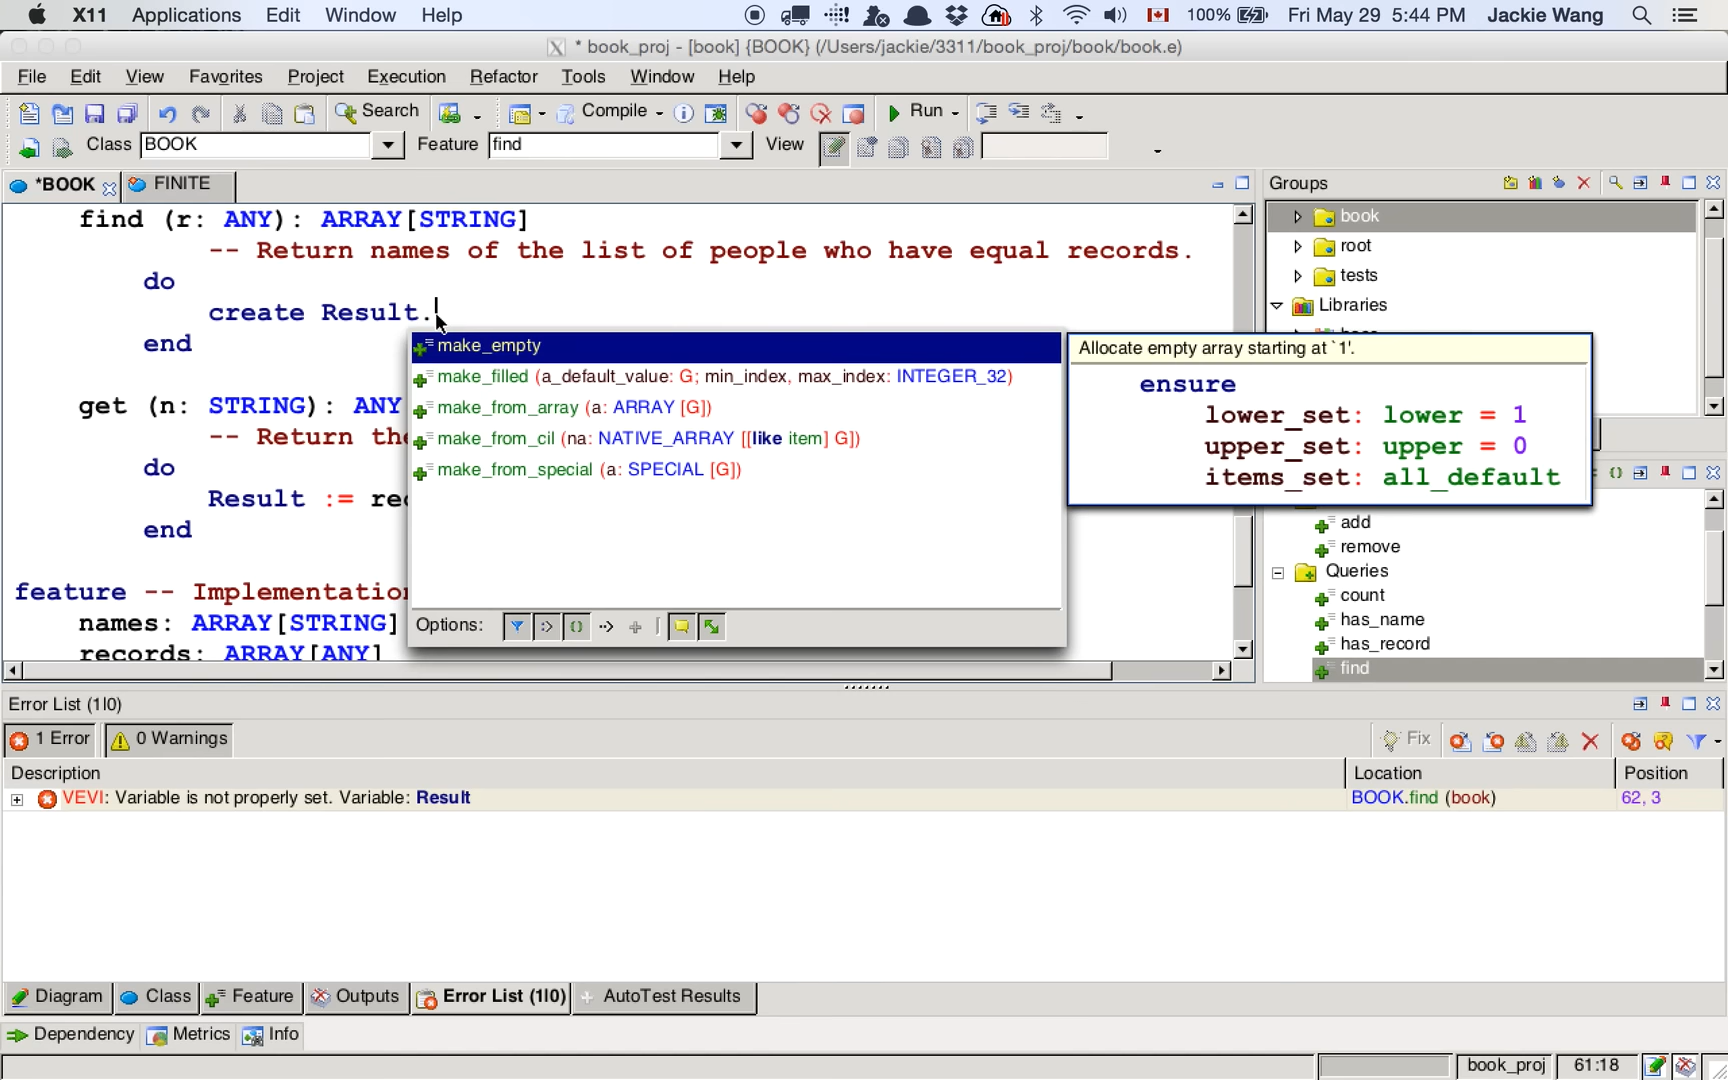 X11 Applications Edit Window Help 100% Fri May 29 5:44 PM Jackie Wang
* book_proj - [book] {BOOK} (/Users/jackie/3311/book_proj/book/book.e)
File Edit View Favorites Project Execution Refactor Tools Window Help
Search Compile Run
Class BOOK Feature find View
*BOOK FINITE Groups
find (r: ANY): ARRAY[STRING]
-- Return names of the list of people who have equal records.
do
create Result.
end
get (n: STRING): ANY
-- Return the
do
Result := rec
end
feature -- Implementation
names: ARRAY[STRING]
records: ARRAY[ANY]
make_empty
make_filled (a_default_value: G; min_index, max_index: INTEGER_32)
make_from_array (a: ARRAY [G])
make_from_cil (na: NATIVE_ARRAY [[like item] G])
make_from_special (a: SPECIAL [G])
Options:
Allocate empty array starting at `1'.
ensure
lower_set: lower = 1
upper_set: upper = 0
items_set: all_default
book
root
tests
Libraries
add
remove
Queries
count
has_name
has_record
find
Error List (1|0)
1 Error 0 Warnings Fix
Description Location Position
VEVI: Variable is not properly set. Variable: Result BOOK.find (book) 62, 3
Diagram Class Feature Outputs Error List (1|0) AutoTest Results
Dependency Metrics Info
book_proj 61:18